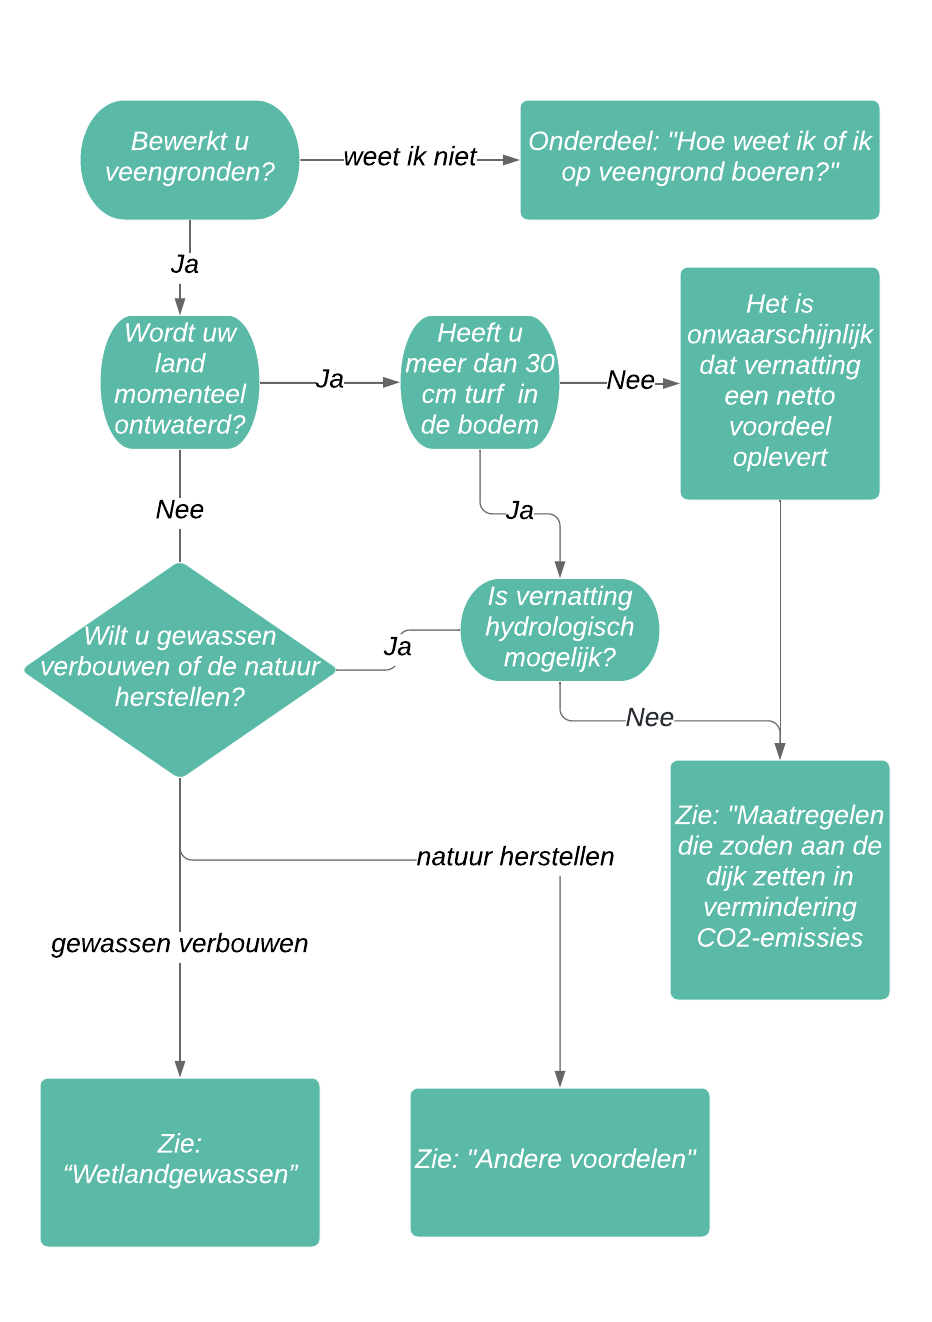 Bewerkt u
veengronden?
weet ik niet
Onderdeel: "Hoe weet ik of ik
op veengrond boeren?"
Ja
Wordt uw
land
momenteel
ontwaterd?
Ja
Heeft u
meer dan 30
cm turf in
de bodem
Nee
Het is
onwaarschijnlijk
dat vernatting
een netto
voordeel
oplevert
Nee
Ja
Wilt u gewassen
verbouwen of de natuur
herstellen?
Ja
Is vernatting
hydrologisch
mogelijk?
Nee
Zie: "Maatregelen
die zoden aan de
dijk zetten in
vermindering
CO2-emissies
natuur herstellen
gewassen verbouwen
Zie:
“Wetlandgewassen”
Zie: "Andere voordelen"